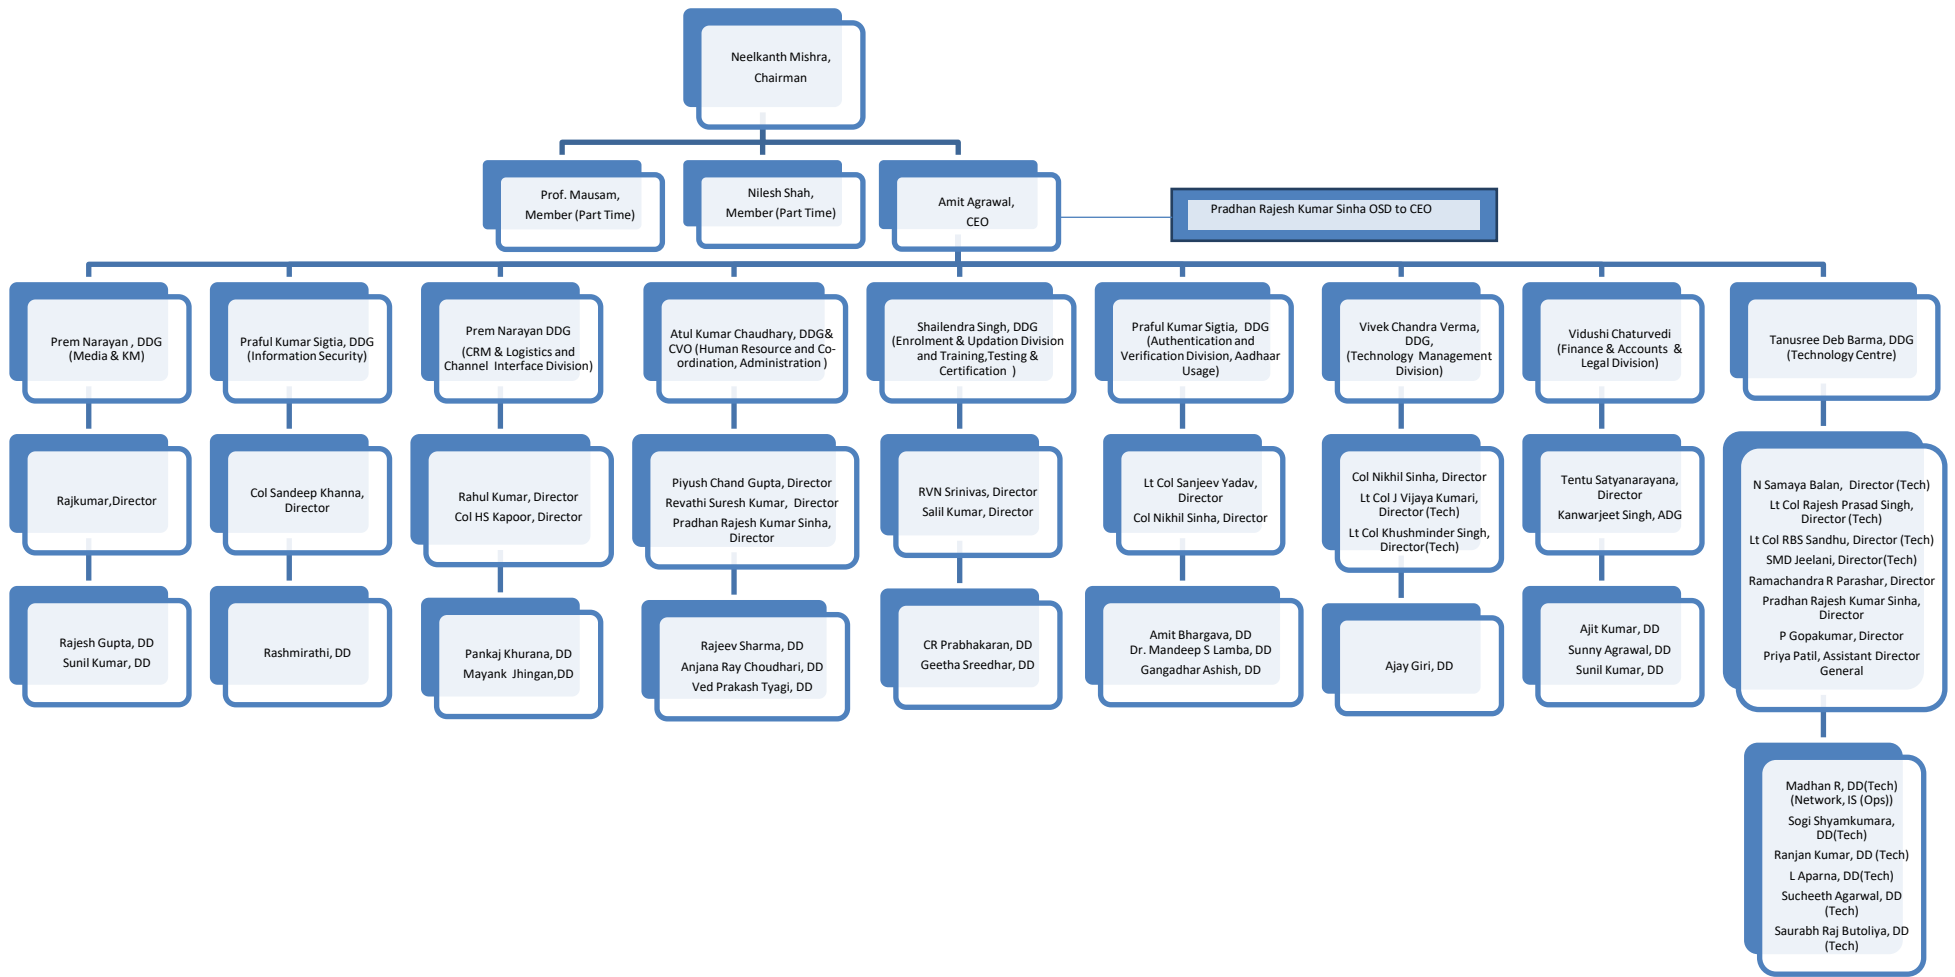 Neelkanth Mishra,
Chairman
Prof. Mausam,
Member (Part Time)
Nilesh Shah,
Member (Part Time)
Amit Agrawal,
CEO
Pradhan Rajesh Kumar Sinha OSD to CEO
Prem Narayan , DDG
(Media & KM)
Praful Kumar Sigtia, DDG
(Information Security)
Prem Narayan DDG
(CRM & Logistics and
Channel Interface Division)
Atul Kumar Chaudhary, DDG&
CVO (Human Resource and Co-
ordination, Administration )
Shailendra Singh, DDG
(Enrolment & Updation Division
and Training,Testing &
Certification )
Praful Kumar Sigtia, DDG
(Authentication and
Verification Division, Aadhaar
Usage)
Vivek Chandra Verma,
DDG,
(Technology Management
Division)
Vidushi Chaturvedi
(Finance & Accounts &
Legal Division)
Tanusree Deb Barma, DDG
(Technology Centre)
Rajkumar,Director
Col Sandeep Khanna,
Director
Rahul Kumar, Director
Col HS Kapoor, Director
Piyush Chand Gupta, Director
Revathi Suresh Kumar, Director
Pradhan Rajesh Kumar Sinha,
Director
RVN Srinivas, Director
Salil Kumar, Director
Lt Col Sanjeev Yadav,
Director
Col Nikhil Sinha, Director
Col Nikhil Sinha, Director
Lt Col J Vijaya Kumari,
Director (Tech)
Lt Col Khushminder Singh,
Director(Tech)
Tentu Satyanarayana,
Director
Kanwarjeet Singh, ADG
N Samaya Balan, Director (Tech)
Lt Col Rajesh Prasad Singh,
Director (Tech)
Lt Col RBS Sandhu, Director (Tech)
SMD Jeelani, Director(Tech)
Ramachandra R Parashar, Director
Pradhan Rajesh Kumar Sinha,
Director
P Gopakumar, Director
Priya Patil, Assistant Director
General
Rajesh Gupta, DD
Sunil Kumar, DD
Rashmirathi, DD
Pankaj Khurana, DD
Mayank Jhingan,DD
Rajeev Sharma, DD
Anjana Ray Choudhari, DD
Ved Prakash Tyagi, DD
CR Prabhakaran, DD
Geetha Sreedhar, DD
Amit Bhargava, DD
Dr. Mandeep S Lamba, DD
Gangadhar Ashish, DD
Ajay Giri, DD
Ajit Kumar, DD
Sunny Agrawal, DD
Sunil Kumar, DD
Madhan R, DD(Tech)
(Network, IS (Ops))
Sogi Shyamkumara,
DD(Tech)
Ranjan Kumar, DD (Tech)
L Aparna, DD(Tech)
Sucheeth Agarwal, DD
(Tech)
Saurabh Raj Butoliya, DD
(Tech)